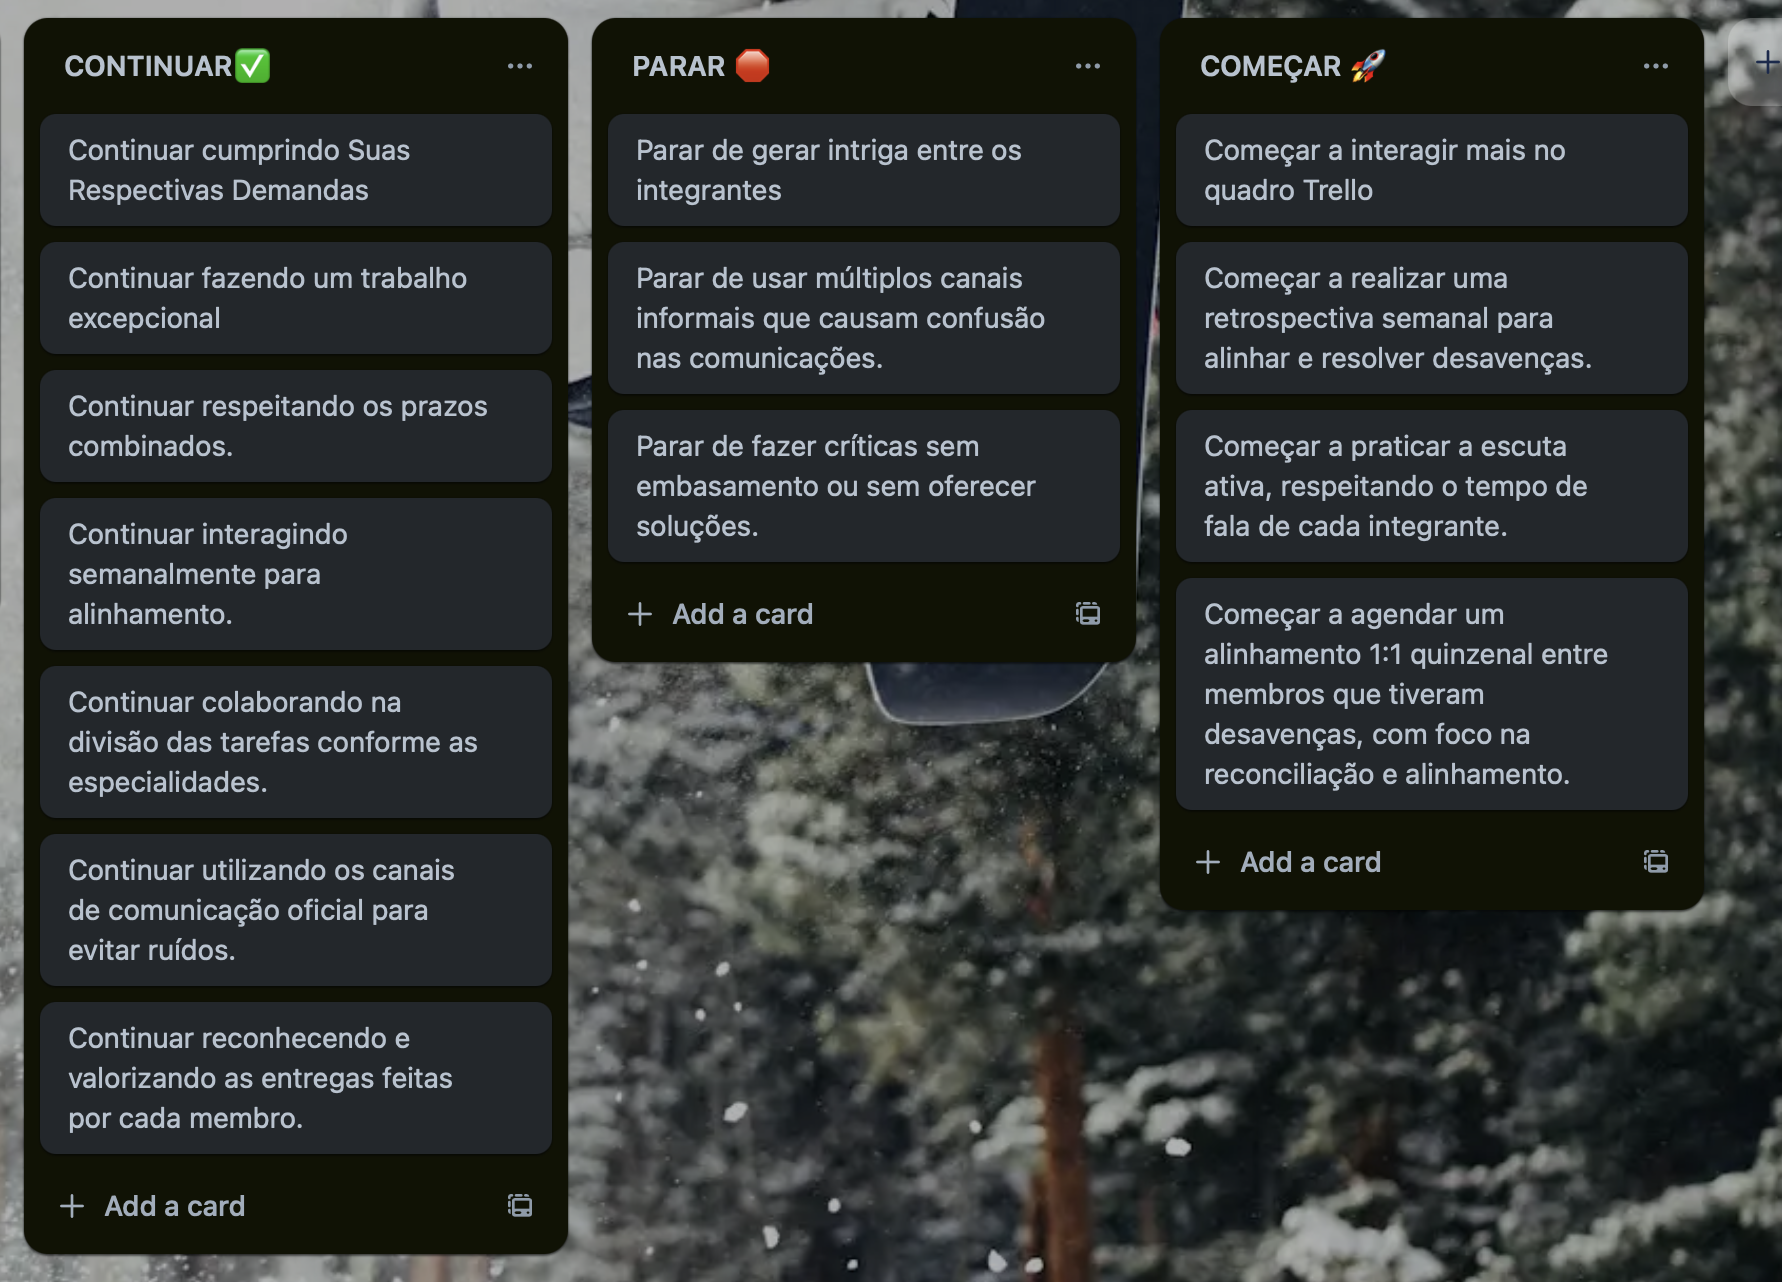 CONTINUAR✅
Continuar cumprindo Suas
Respectivas Demandas
Continuar fazendo um trabalho
excepcional
Continuar respeitando os prazos
combinados.
Continuar interagindo
semanalmente para
alinhamento.
Continuar colaborando na
divisão das tarefas conforme as
especialidades.
Continuar utilizando os canais
de comunicação oficial para
evitar ruídos.
Continuar reconhecendo e
valorizando as entregas feitas
por cada membro.
Add a card
PARAR 🛑
Parar de gerar intriga entre os
integrantes
Parar de usar múltiplos canais
informais que causam confusão
nas comunicações.
Parar de fazer críticas sem
embasamento ou sem oferecer
soluções.
Add a card
COMEÇAR 🚀
Começar a interagir mais no
quadro Trello
Começar a realizar uma
retrospectiva semanal para
alinhar e resolver desavenças.
Começar a praticar a escuta
ativa, respeitando o tempo de
fala de cada integrante.
Começar a agendar um
alinhamento 1:1 quinzenal entre
membros que tiveram
desavenças, com foco na
reconciliação e alinhamento.
Add a card